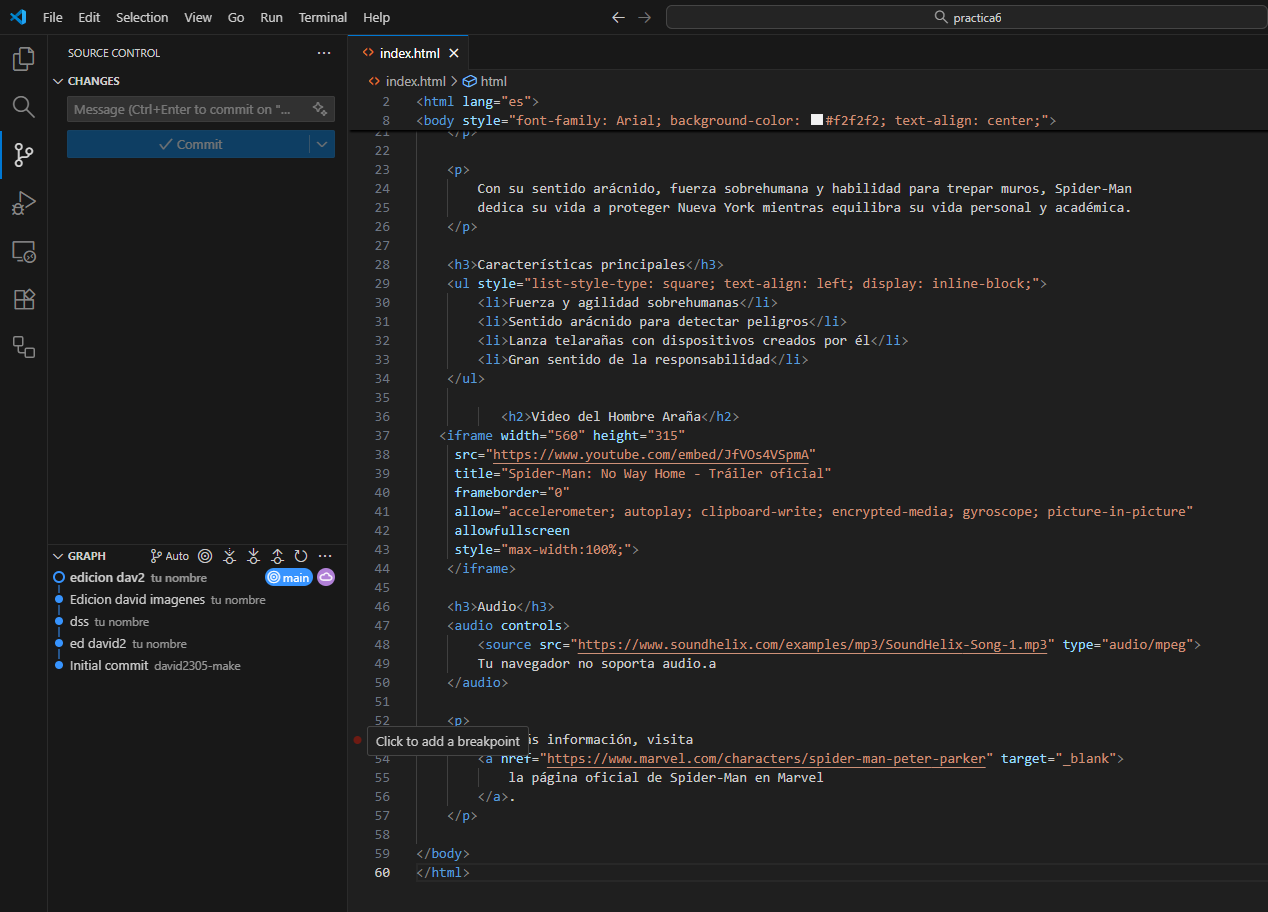 File Edit Selection View Go Run Terminal Help
practica6
SOURCE CONTROL
CHANGES
Message (Ctrl+Enter to commit on "...
Commit
GRAPH
Auto
edicion dav2 tu nombre main
Edicion david imagenes tu nombre
dss tu nombre
ed david2 tu nombre
Initial commit david2305-make
index.html
index.html > html
2 <html lang="es">
8 <body style="font-family: Arial; background-color: #f2f2f2; text-align: center;">
21 </p>
22
23 <p>
24 Con su sentido arácnido, fuerza sobrehumana y habilidad para trepar muros, Spider-Man
25 dedica su vida a proteger Nueva York mientras equilibra su vida personal y académica.
26 </p>
27
28 <h3>Características principales</h3>
29 <ul style="list-style-type: square; text-align: left; display: inline-block;">
30 <li>Fuerza y agilidad sobrehumanas</li>
31 <li>Sentido arácnido para detectar peligros</li>
32 <li>Lanza telarañas con dispositivos creados por él</li>
33 <li>Gran sentido de la responsabilidad</li>
34 </ul>
35
36 <h2>Video del Hombre Araña</h2>
37 <iframe width="560" height="315"
38 src="https://www.youtube.com/embed/JfVOs4VSpmA"
39 title="Spider-Man: No Way Home - Tráiler oficial"
40 frameborder="0"
41 allow="accelerometer; autoplay; clipboard-write; encrypted-media; gyroscope; picture-in-picture"
42 allowfullscreen
43 style="max-width:100%;">
44 </iframe>
45
46 <h3>Audio</h3>
47 <audio controls>
48 <source src="https://www.soundhelix.com/examples/mp3/SoundHelix-Song-1.mp3" type="audio/mpeg">
49 Tu navegador no soporta audio.a
50 </audio>
51
52 <p>
Click to add a breakpoint
información, visita
54 <a href="https://www.marvel.com/characters/spider-man-peter-parker" target="_blank">
55 la página oficial de Spider-Man en Marvel
56 </a>.
57 </p>
58
59 </body>
60 </html>